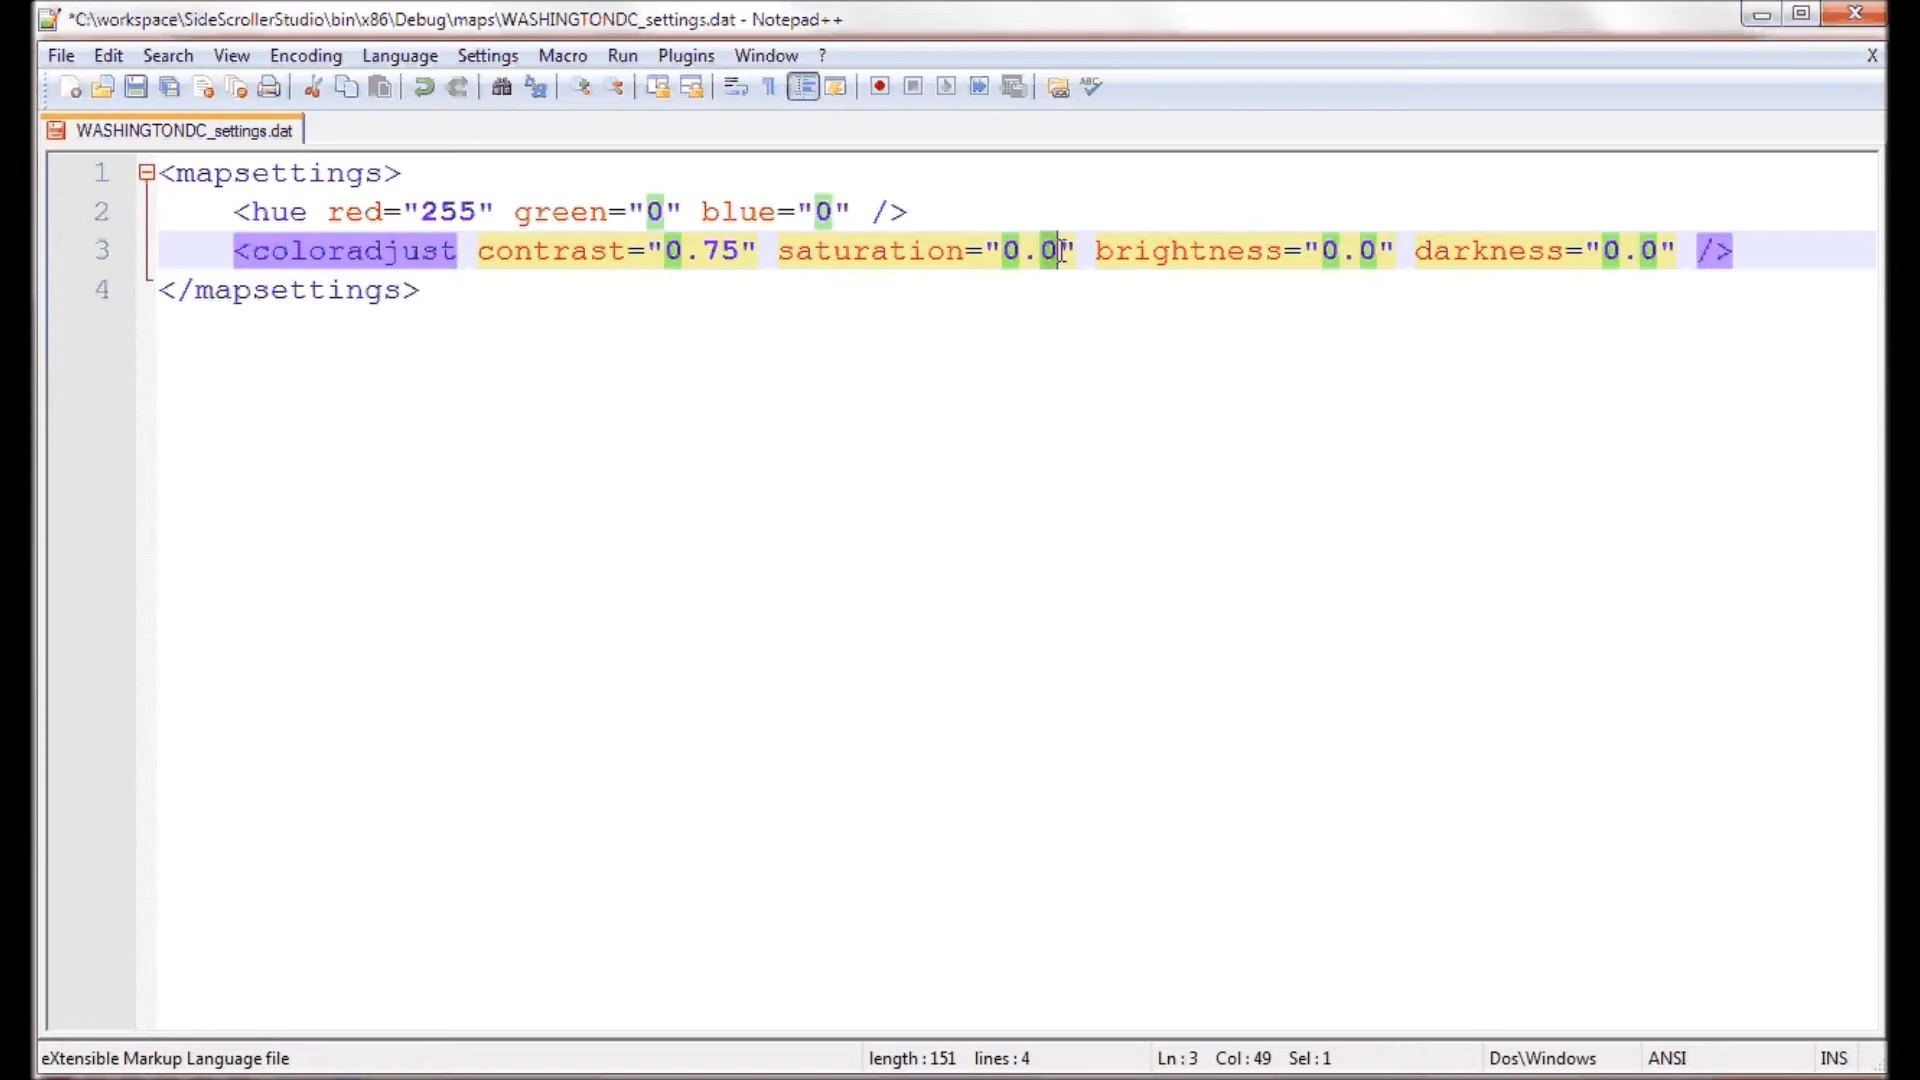 *C:\workspace\SideScrollerStudio\bin\x86\Debug\maps\WASHINGTONDC_settings.dat - Notepad++
File Edit Search View Encoding Language Settings Macro Run Plugins Window ? X
WASHINGTONDC_settings.dat
1 <mapsettings>
2 <hue red="255" green="0" blue="0" />
3 <coloradjust contrast="0.75" saturation="0.0" brightness="0.0" darkness="0.0" />
4 </mapsettings>
eXtensible Markup Language file length : 151 lines : 4 Ln : 3 Col : 49 Sel : 1 Dos\Windows ANSI INS